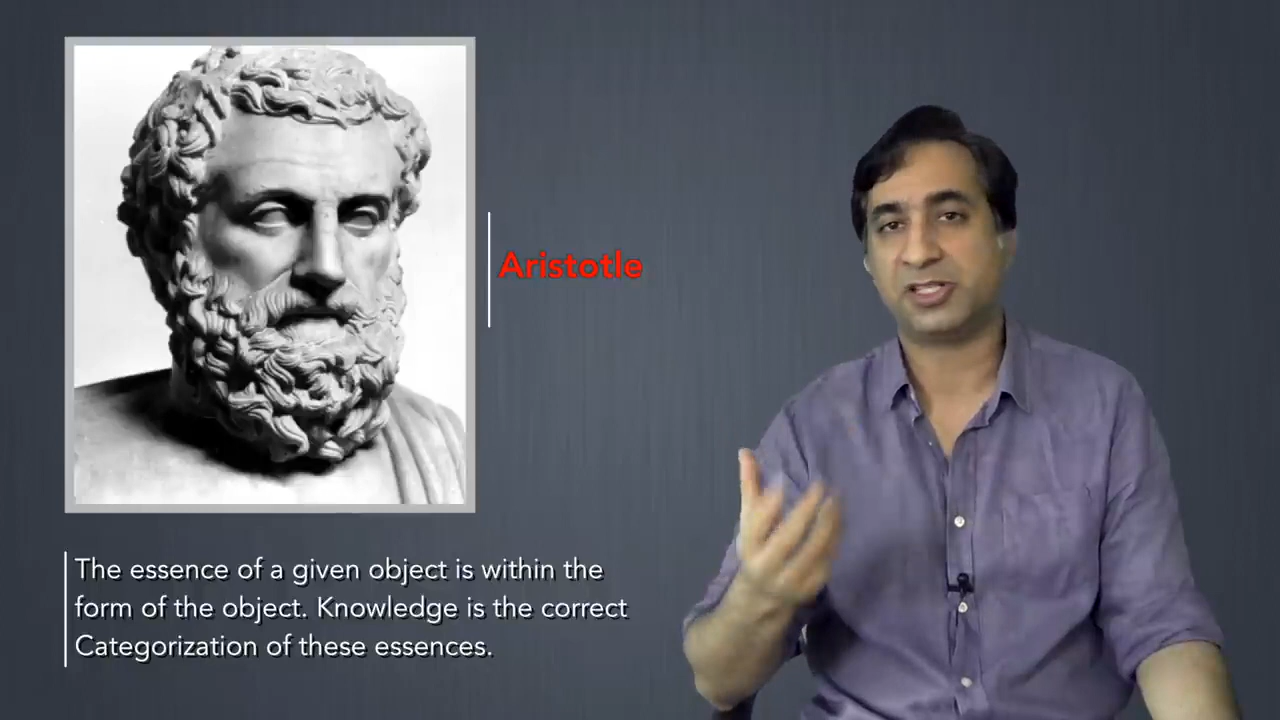 Aristotle
The essence of a given object is within the
form of the object. Knowledge is the correct
Categorization of these essences.